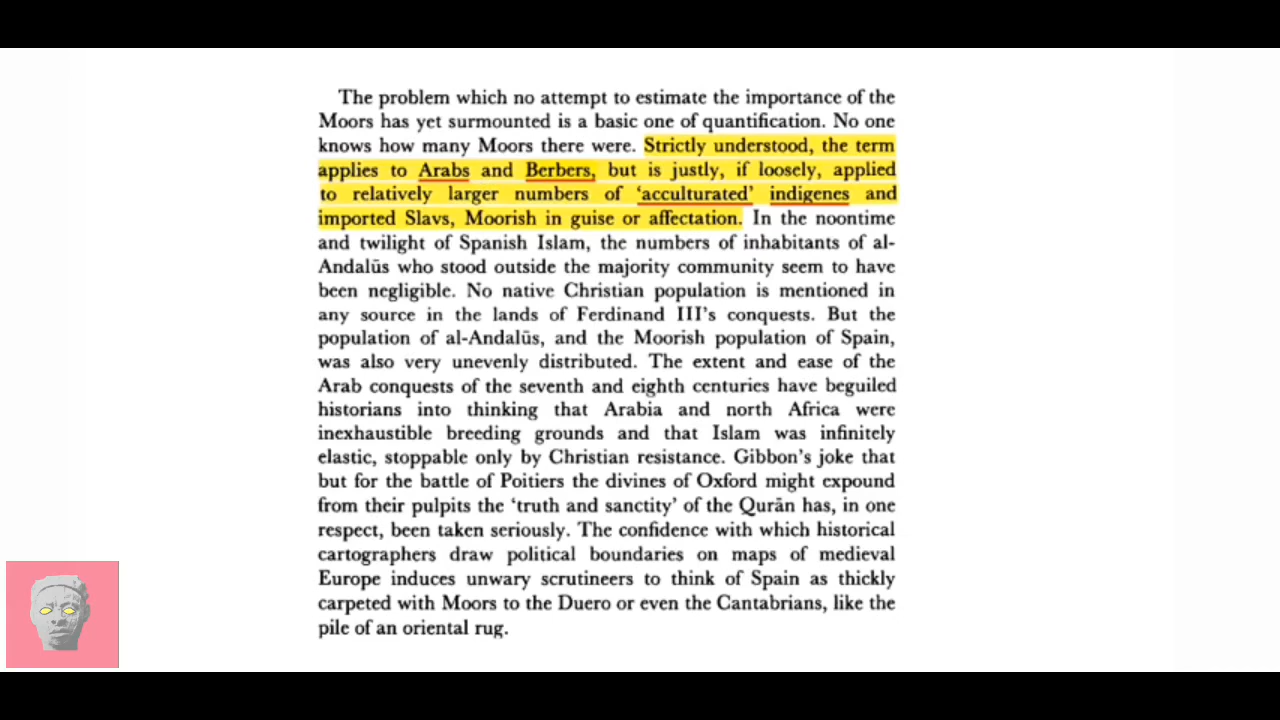 The problem which no attempt to estimate the importance of the
Moors has yet surmounted is a basic one of quantification. No one
knows how many Moors there were. Strictly understood, the term
applies to Arabs and Berbers, but is justly, if loosely, applied
to relatively larger numbers of ‘acculturated’ indigenes and
imported Slavs, Moorish in guise or affectation. In the noontime
and twilight of Spanish Islam, the numbers of inhabitants of al-
Andalūs who stood outside the majority community seem to have
been negligible. No native Christian population is mentioned in
any source in the lands of Ferdinand III’s conquests. But the
population of al-Andalūs, and the Moorish population of Spain,
was also very unevenly distributed. The extent and ease of the
Arab conquests of the seventh and eighth centuries have beguiled
historians into thinking that Arabia and north Africa were
inexhaustible breeding grounds and that Islam was infinitely
elastic, stoppable only by Christian resistance. Gibbon’s joke that
but for the battle of Poitiers the divines of Oxford might expound
from their pulpits the ‘truth and sanctity’ of the Qurān has, in one
respect, been taken seriously. The confidence with which historical
cartographers draw political boundaries on maps of medieval
Europe induces unwary scrutineers to think of Spain as thickly
carpeted with Moors to the Duero or even the Cantabrians, like the
pile of an oriental rug.